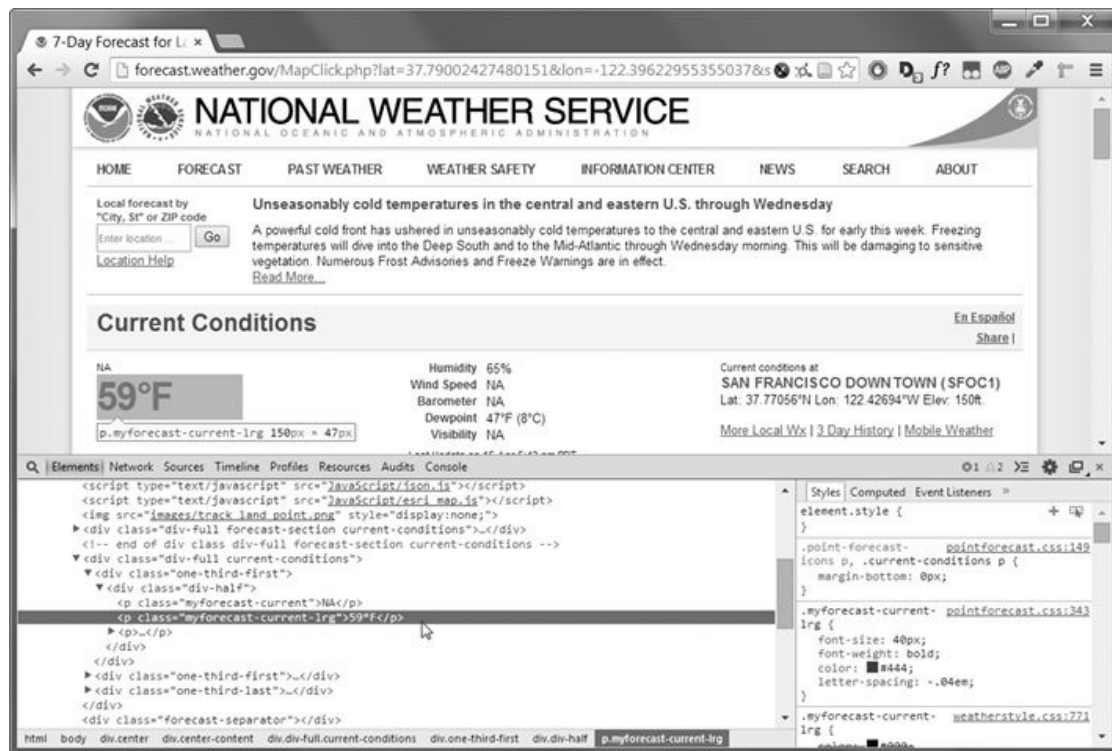 7-Day Forecast for La
forecast.weather.gov/MapClick.php?lat=37.79002427480151&lon=-122.39622955355037&s
NATIONAL WEATHER SERVICE
NATIONAL OCEANIC AND ATMOSPHERIC ADMINISTRATION
HOME FORECAST PAST WEATHER WEATHER SAFETY INFORMATION CENTER NEWS SEARCH ABOUT
Local forecast by
"City, St" or ZIP code
Enter location ... Go
Location Help
Unseasonably cold temperatures in the central and eastern U.S. through Wednesday
A powerful cold front has ushered in unseasonably cold temperatures to the central and eastern U.S. for early this week. Freezing
temperatures will dive into the Deep South and to the Mid-Atlantic through Wednesday morning. This will be damaging to sensitive
vegetation. Numerous Frost Advisories and Freeze Warnings are in effect.
Read More...
Current Conditions
En Español
Share |
NA
59°F
p.myforecast-current-lrg 150px × 47px
Humidity 65%
Wind Speed NA
Barometer NA
Dewpoint 47°F (8°C)
Visibility NA
Current conditions at
SAN FRANCISCO DOWNTOWN (SFOC1)
Lat: 37.77056°N Lon: 122.42694°W Elev: 150ft.
More Local Wx | 3 Day History | Mobile Weather
Elements Network Sources Timeline Profiles Resources Audits Console
1 2
<script type="text/javascript" src="JavaScript/json.js"></script>
<script type="text/javascript" src="JavaScript/esri_map.js"></script>
<img src="images/track_land_point.png" style="display:none;">
<div class="div-full forecast-section current-conditions">…</div>
<!-- end of div class div-full forecast-section current-conditions -->
<div class="div-full current-conditions">
<div class="one-third-first">
<div class="div-half">
<p class="myforecast-current">NA</p>
<p class="myforecast-current-lrg">59°F</p>
<p>…</p>
</div>
</div>
<div class="one-third-first">…</div>
<div class="one-third-last">…</div>
</div>
<div class="forecast-separator"></div>
html body div.center div.center-content div.div-full.current-conditions div.one-third-first div.div-half p.myforecast-current-lrg
Styles Computed Event Listeners »
element.style {
}
.point-forecast- pointforecast.css:149
icons p, .current-conditions p {
margin-bottom: 0px;
}
.myforecast-current- pointforecast.css:343
lrg {
font-size: 40px;
font-weight: bold;
color: #444;
letter-spacing: -.04em;
}
.myforecast-current- weatherstyle.css:771
lrg {